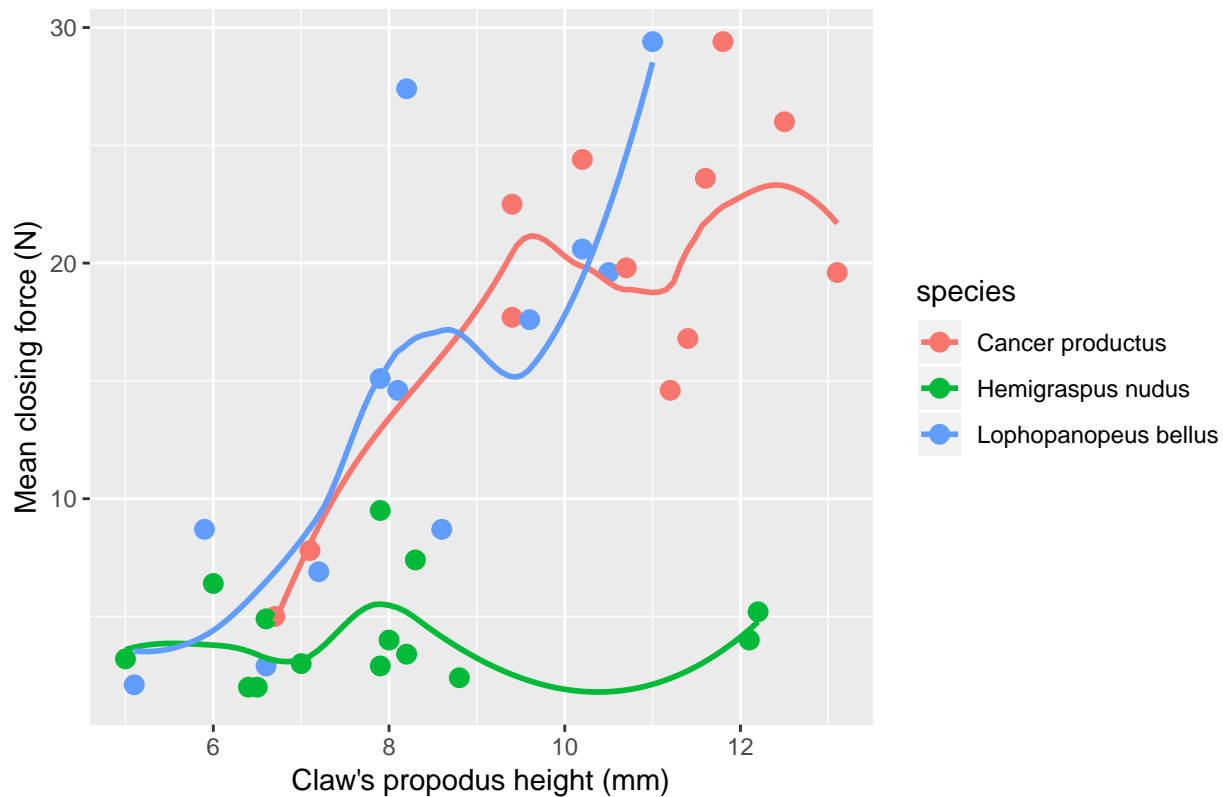 30
20
10
Mean closing force (N)
6 8 10 12
Claw's propodus height (mm)
species
Cancer productus
Hemigraspus nudus
Lophopanopeus bellus